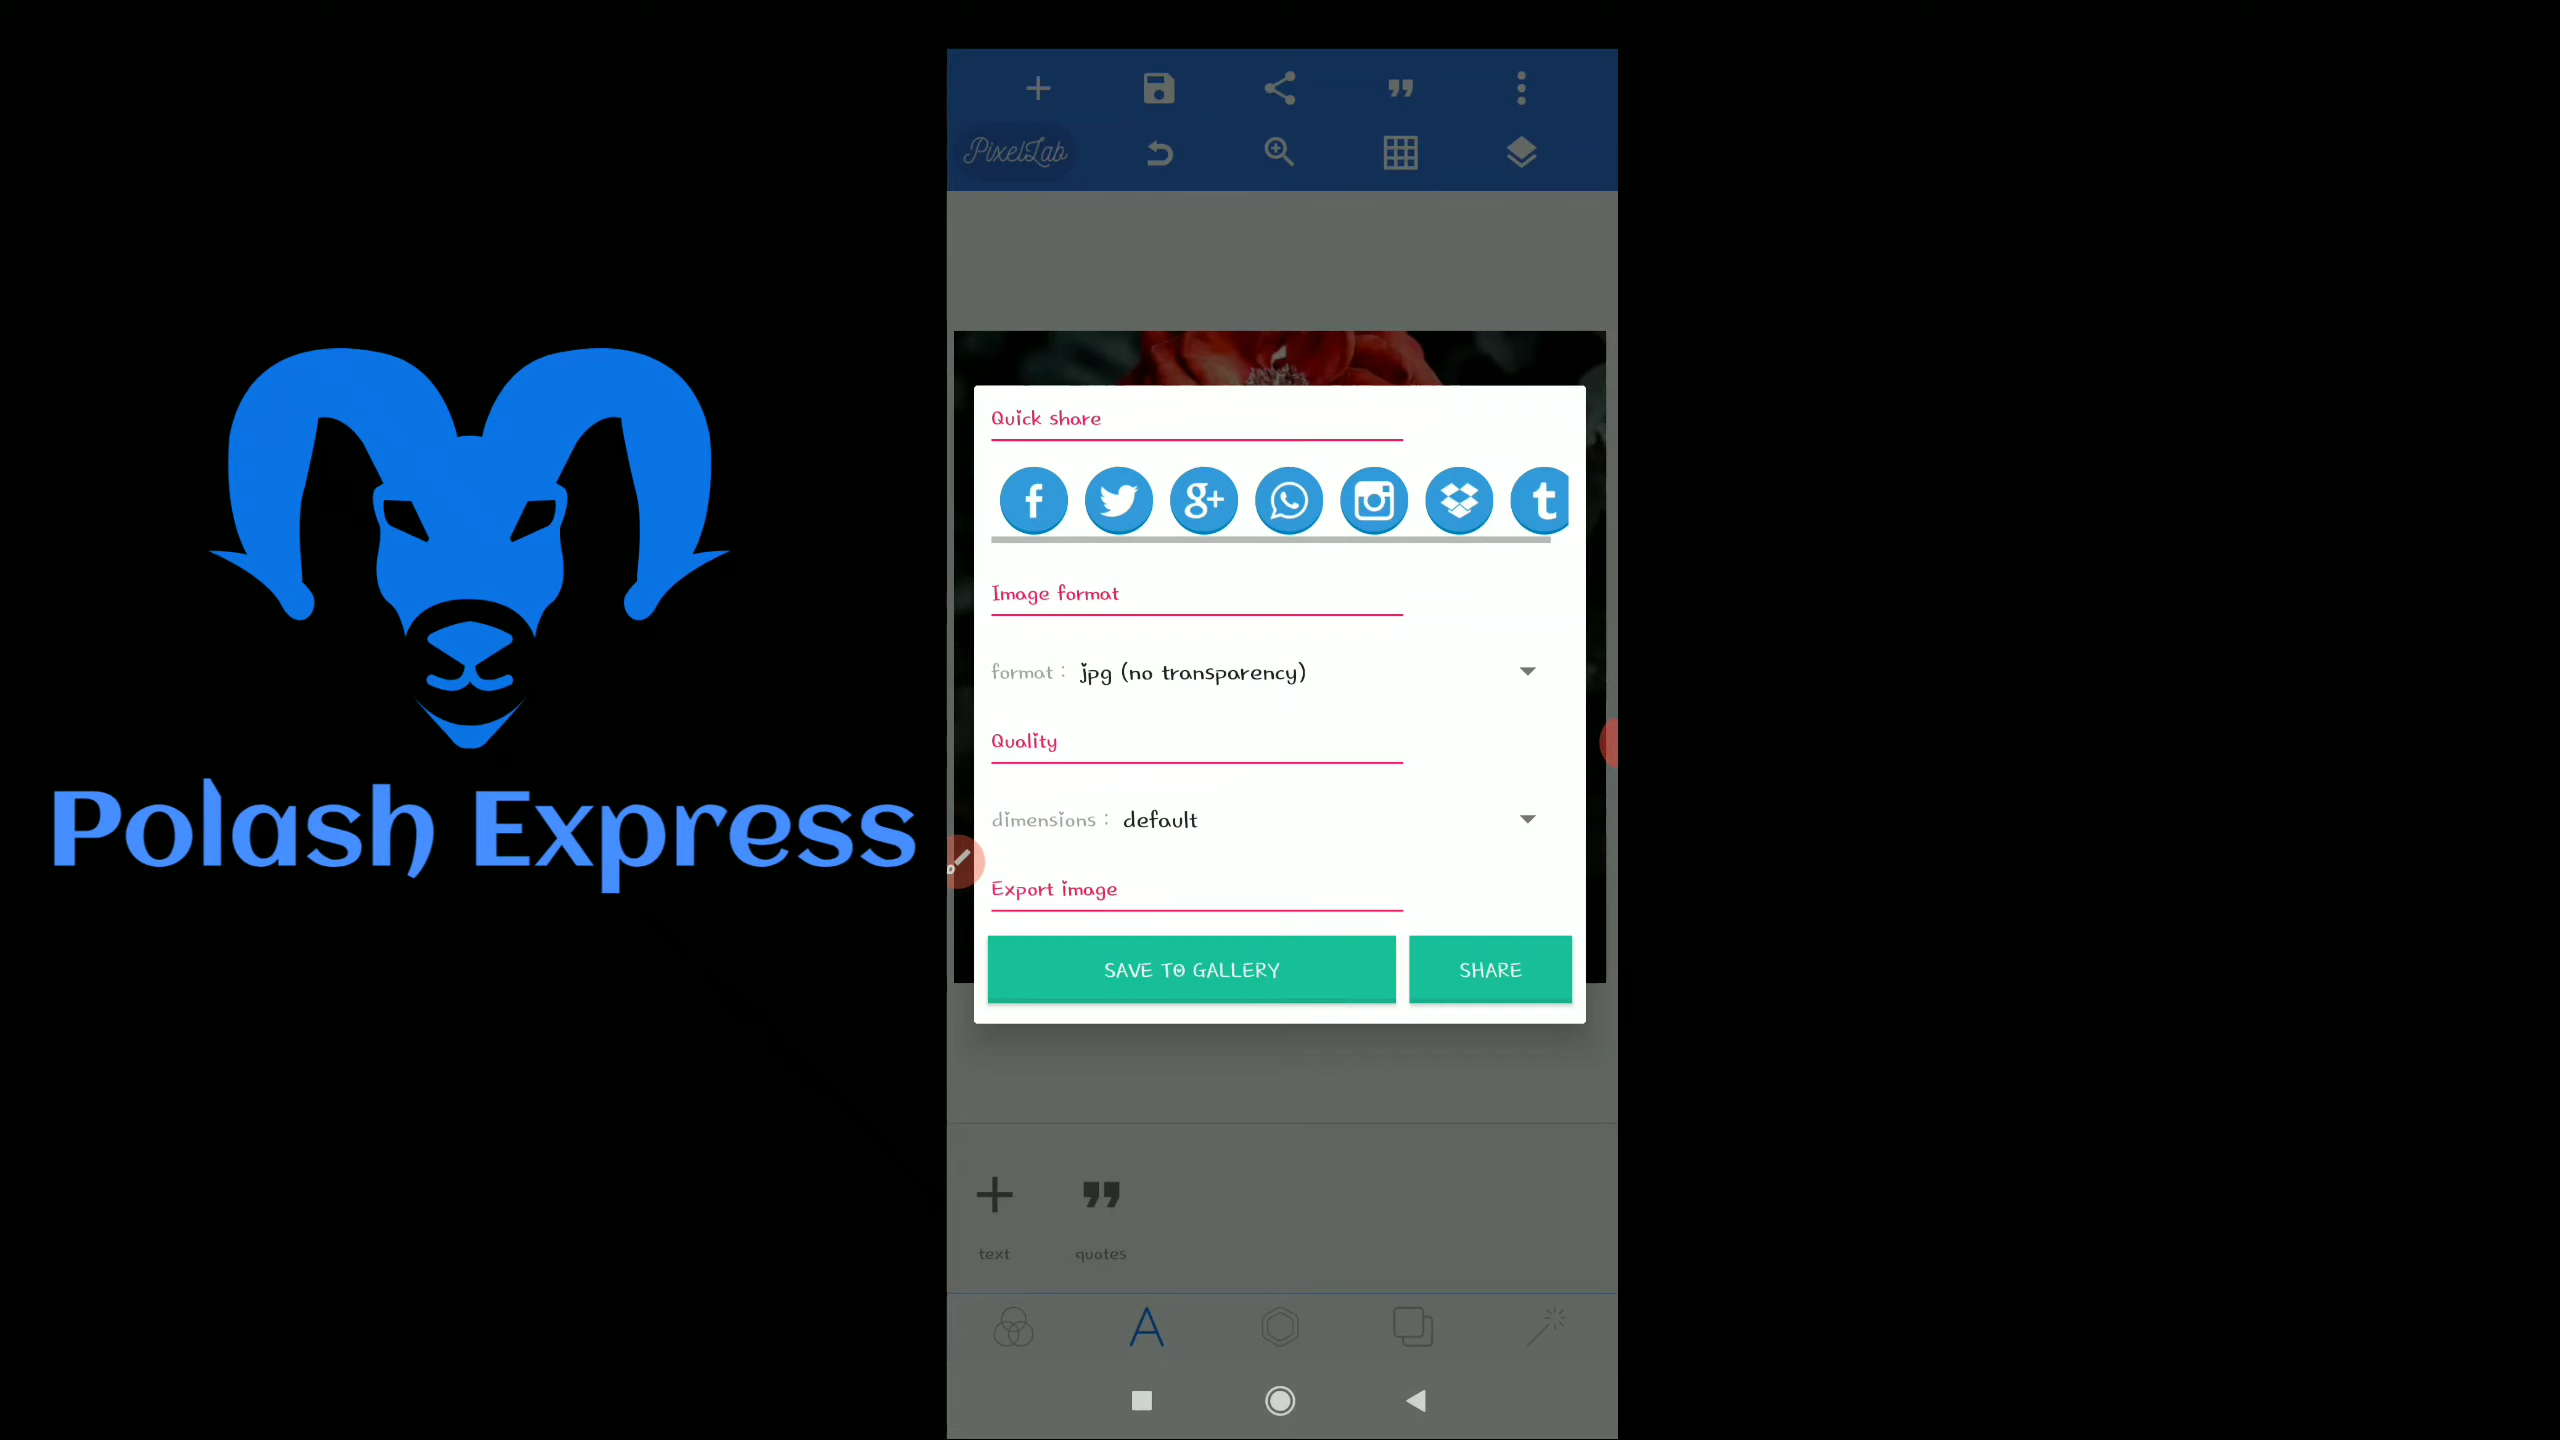 PixelLab
Quick share
Image format
format : jpg (no transparency)
Quality
dimensions : default
Export image
SAVE TO GALLERY
SHARE
text
quotes
Polash Express